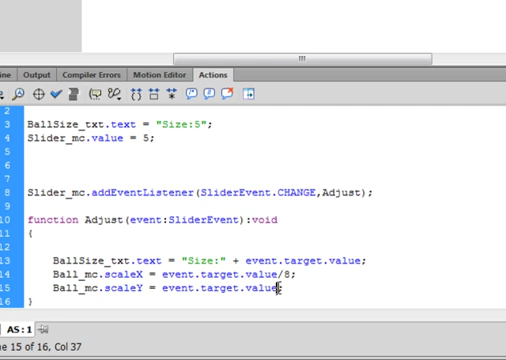 ine Output Compiler Errors Motion Editor Actions
2
3 BallSize_txt.text = "Size:5";
4 Slider_mc.value = 5;
5
6
7
8 Slider_mc.addEventListener(SliderEvent.CHANGE,Adjust);
9
10 function Adjust(event:SliderEvent):void
11 {
12
13 BallSize_txt.text = "Size:" + event.target.value;
14 Ball_mc.scaleX = event.target.value/8;
15 Ball_mc.scaleY = event.target.value;
16 }
AS:1
ne 15 of 16, Col 37